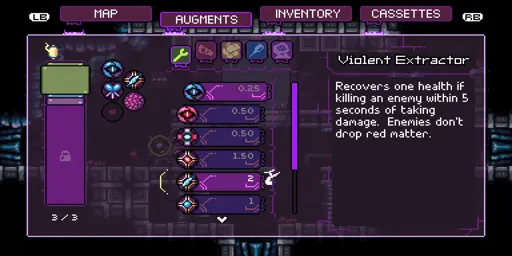 LB
MAP
AUGMENTS
INVENTORY
CASSETTES
RB
Violent Extractor
0.25
0.50
0.50
1.50
2
1
Recovers one health if
killing an enemy within 5
seconds of taking
damage. Enemies don't
drop red matter.
3 / 3